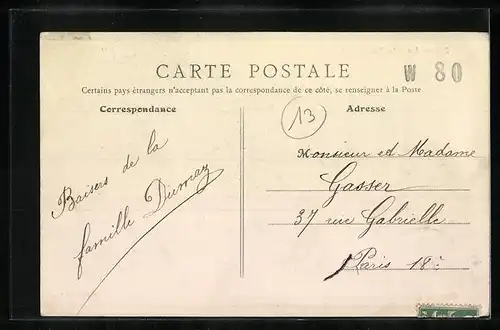 CARTE POSTALE
W 80
Certains pays étrangers n'acceptant pas la correspondance de ce côté, se renseigner à la Poste
Correspondance
Adresse
13
Baisers de la
famille Dumay
Monsieur et Madame
Gasser
37 rue Gabrielle
Paris 18e